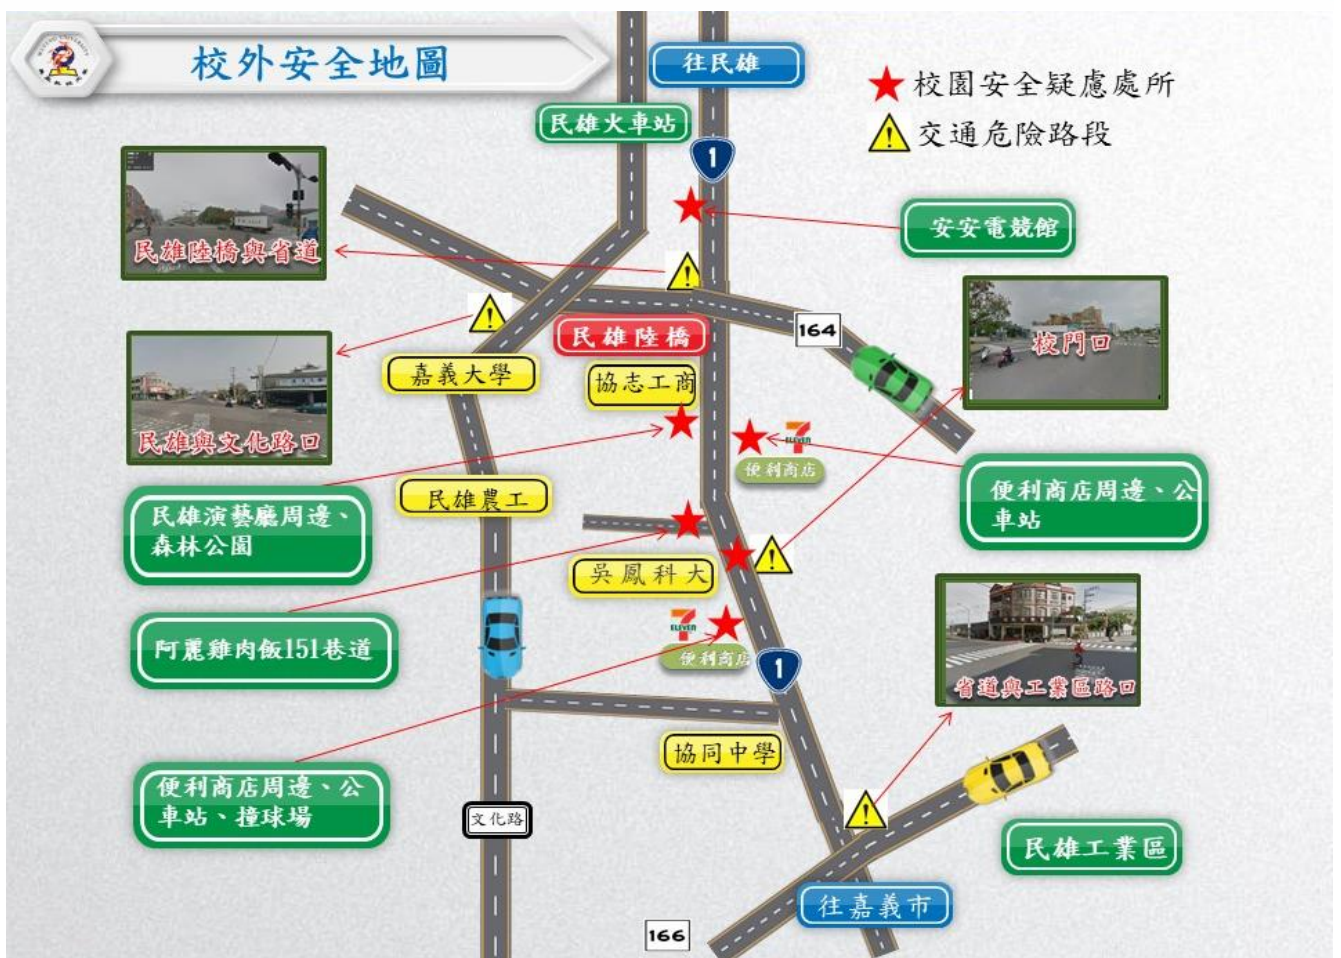 校外安全地圖
往民雄
校園安全疑慮處所
交通危險路段
民雄火車站
1
安安電競館
民雄陸橋與省道
校門口
164
民雄陸橋
嘉義大學
協志工商
民雄與文化路口
7
ELEVEN
便利商店
民雄農工
便利商店周邊、公
車站
民雄演藝廳周邊、
森林公園
吳鳳科大
阿麗雞肉飯151巷道
7
ELEVEN
便利商店
1
省道與工業區路口
協同中學
便利商店周邊、公
車站、撞球場
文化路
民雄工業區
往嘉義市
166